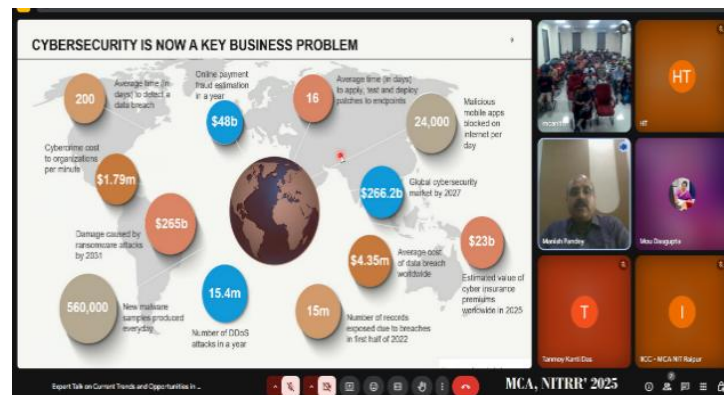 CYBERSECURITY IS NOW A KEY BUSINESS PROBLEM
200
Average time (in
days) to detect a
data breach
Online payment
fraud estimation
in a year
$48b
16
Average time (in days)
to apply, test and deploy
patches to endpoints
24,000
Malicious
mobile apps
blocked on
internet per
day
Cybercrime cost
to organizations
per minute
$1.79m
$266.2b
Global cybersecurity
market by 2027
Damage caused by
ransomware attacks
by 2031
$265b
$4.35m
Average cost
of data breach
worldwide
$23b
Estimated value of
cyber insurance
premiums
worldwide in 2025
560,000
New malware
samples produced
everyday
15.4m
Number of DDoS
attacks in a year
15m
Number of records
exposed due to breaches
in first half of 2022
HT
HT
Manish Pandey
Mou Dasgupta
T
Tanmoy Kanti Das
I
IICC - MCA-NIT Raipur
Expert Talk on Current Trends and Opportunities in ...
MCA, NITRR' 2025